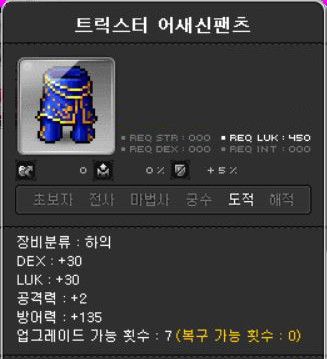 트릭스터 어새신팬츠
REQ STR : 000 REQ LUK : 450
REQ DEX : 000 REQ INT : 000
0 0 % + 5 %
초보자 전사 마법사 궁수 도적 해적
장비분류 : 하의
DEX : +30
LUK : +30
공격력 : +2
방어력 : +135
업그레이드 가능 횟수 : 7 (복구 가능 횟수 : 0)